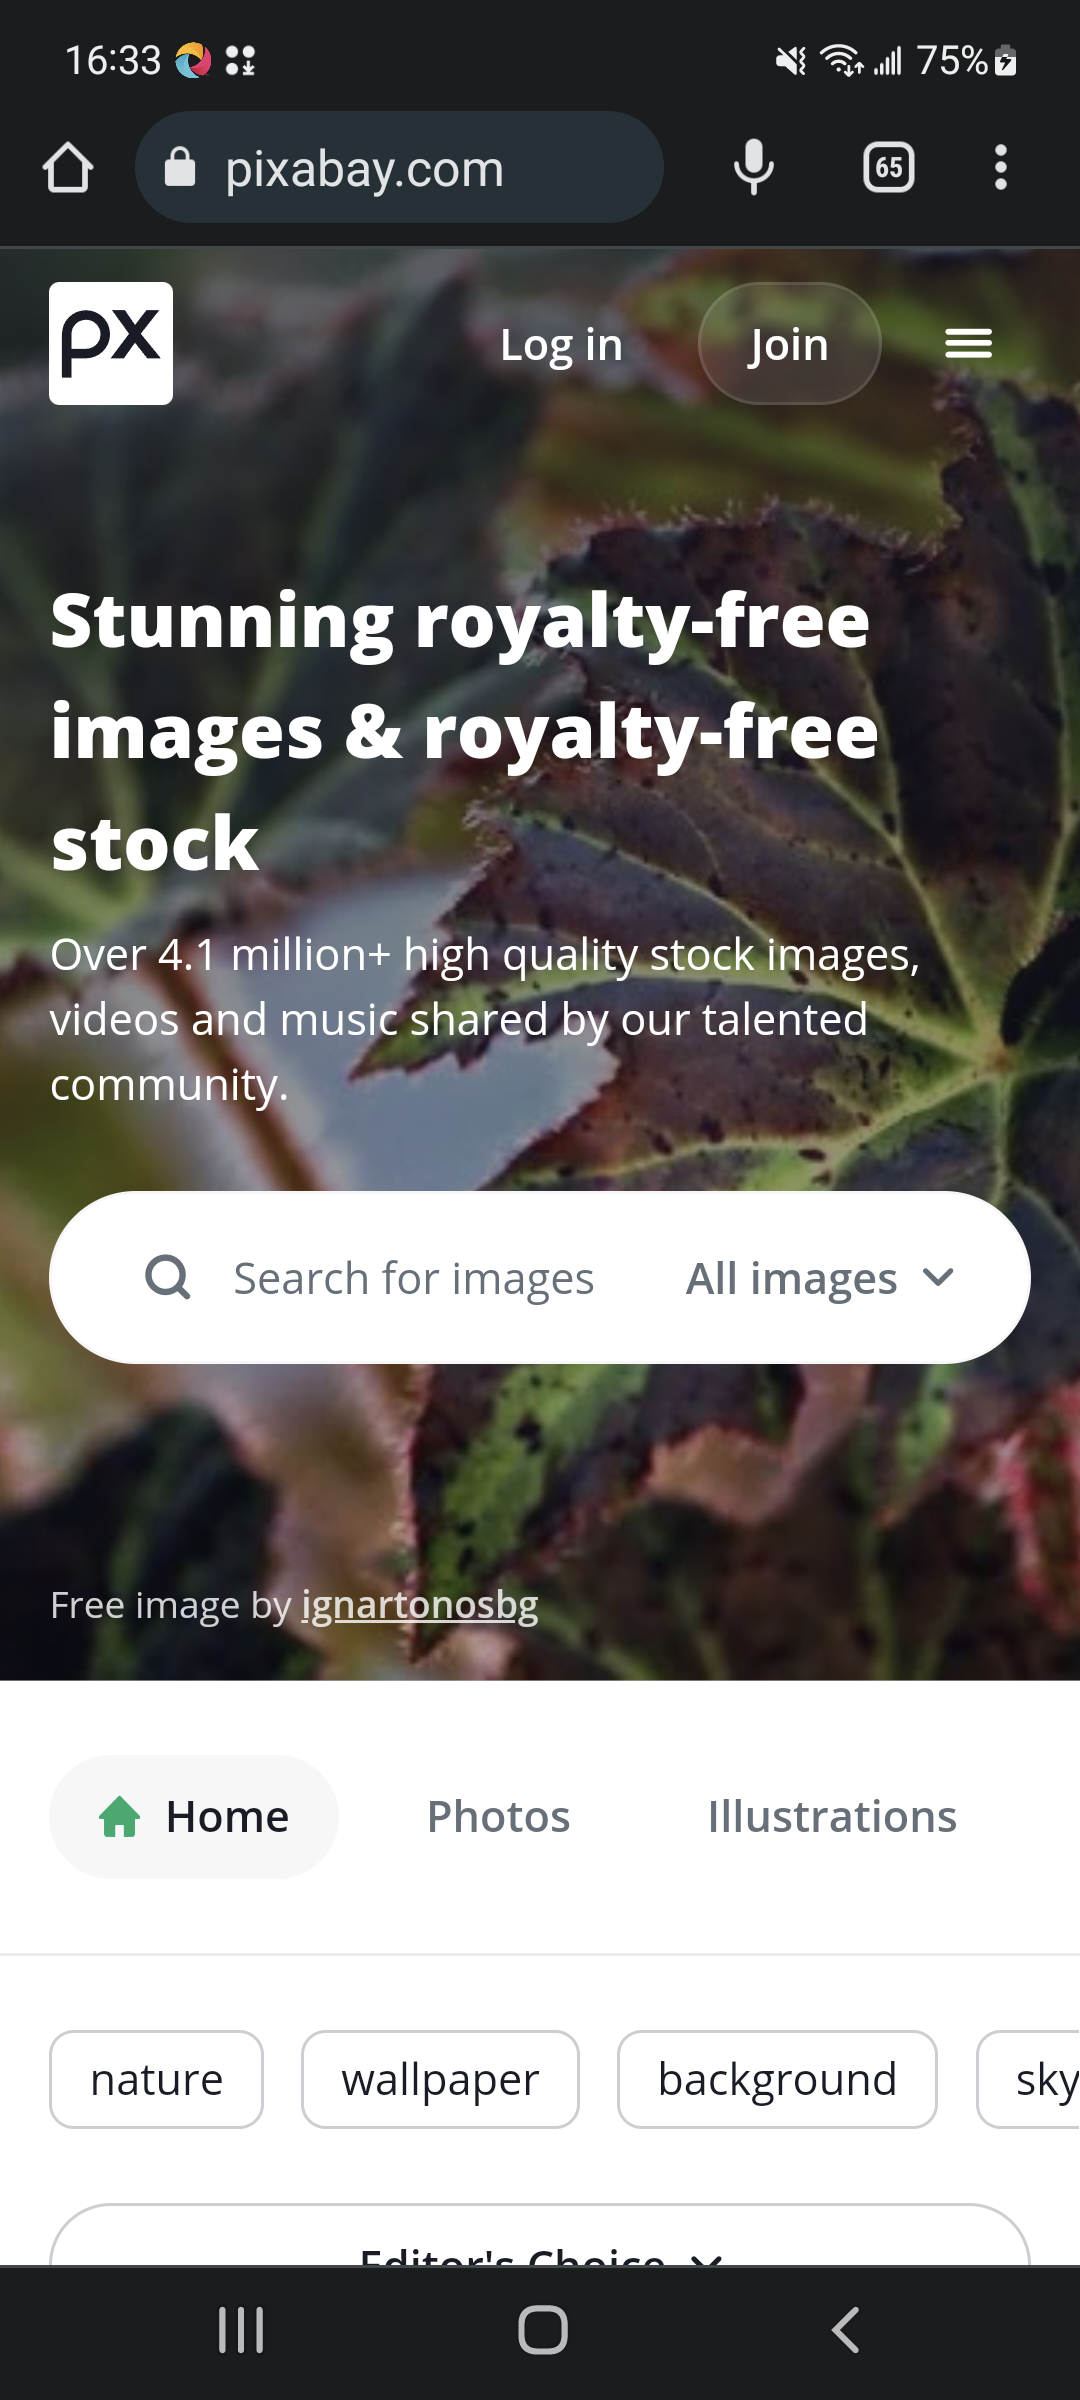 16:33 75%
pixabay.com 65
px Log in Join
Stunning royalty-free
images & royalty-free
stock
Over 4.1 million+ high quality stock images,
videos and music shared by our talented
community.
Search for images All images
Free image by ignartonosbg
Home Photos Illustrations
nature wallpaper background sky
Editor's Choice